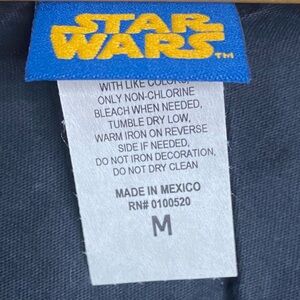 STAR
WARS™
WITH LIKE COLORS,
ONLY NON-CHLORINE
BLEACH WHEN NEEDED,
TUMBLE DRY LOW,
WARM IRON ON REVERSE
SIDE IF NEEDED,
DO NOT IRON DECORATION,
DO NOT DRY CLEAN
MADE IN MEXICO
RN# 0100520
M